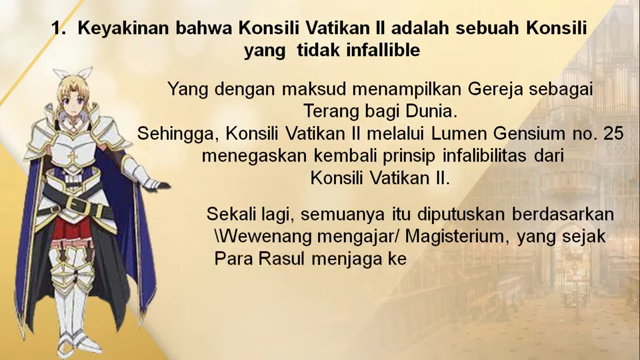 1. Keyakinan bahwa Konsili Vatikan II adalah sebuah Konsili
yang tidak infallible
Yang dengan maksud menampilkan Gereja sebagai
Terang bagi Dunia.
Sehingga, Konsili Vatikan II melalui Lumen Gensium no. 25
menegaskan kembali prinsip infalibilitas dari
Konsili Vatikan II.
Sekali lagi, semuanya itu diputuskan berdasarkan
\Wewenang mengajar/ Magisterium, yang sejak
Para Rasul menjaga ke